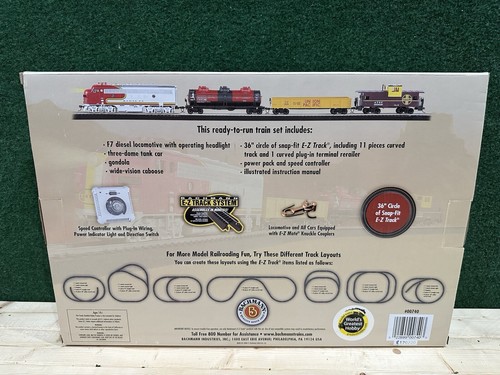 This ready-to-run train set includes:
• F7 diesel locomotive with operating headlight
• three-dome tank car
• gondola
• wide-vision caboose
• 36" circle of snap-fit E-Z Track®, including 11 pieces curved
track and 1 curved plug-in terminal rerailer
• power pack and speed controller
• illustrated instruction manual
E-Z TRACK SYSTEM
36" Circle
of Snap-Fit
E-Z Track®
Speed Controller with Plug-In Wiring,
Power Indicator Light and Direction Switch
Locomotive and All Cars Equipped
with E-Z Mate® Knuckle Couplers
For More Model Railroading Fun, Try These Different Track Layouts
You can create these layouts using the E-Z Track® items listed as follows:
BACHMANN
World's
Greatest
Hobby
#00740
Toll Free 800 Number for Assistance • www.bachmanntrains.com
BACHMANN INDUSTRIES, INC., 1400 EAST ERIE AVENUE, PHILADELPHIA, PA 19124 USA